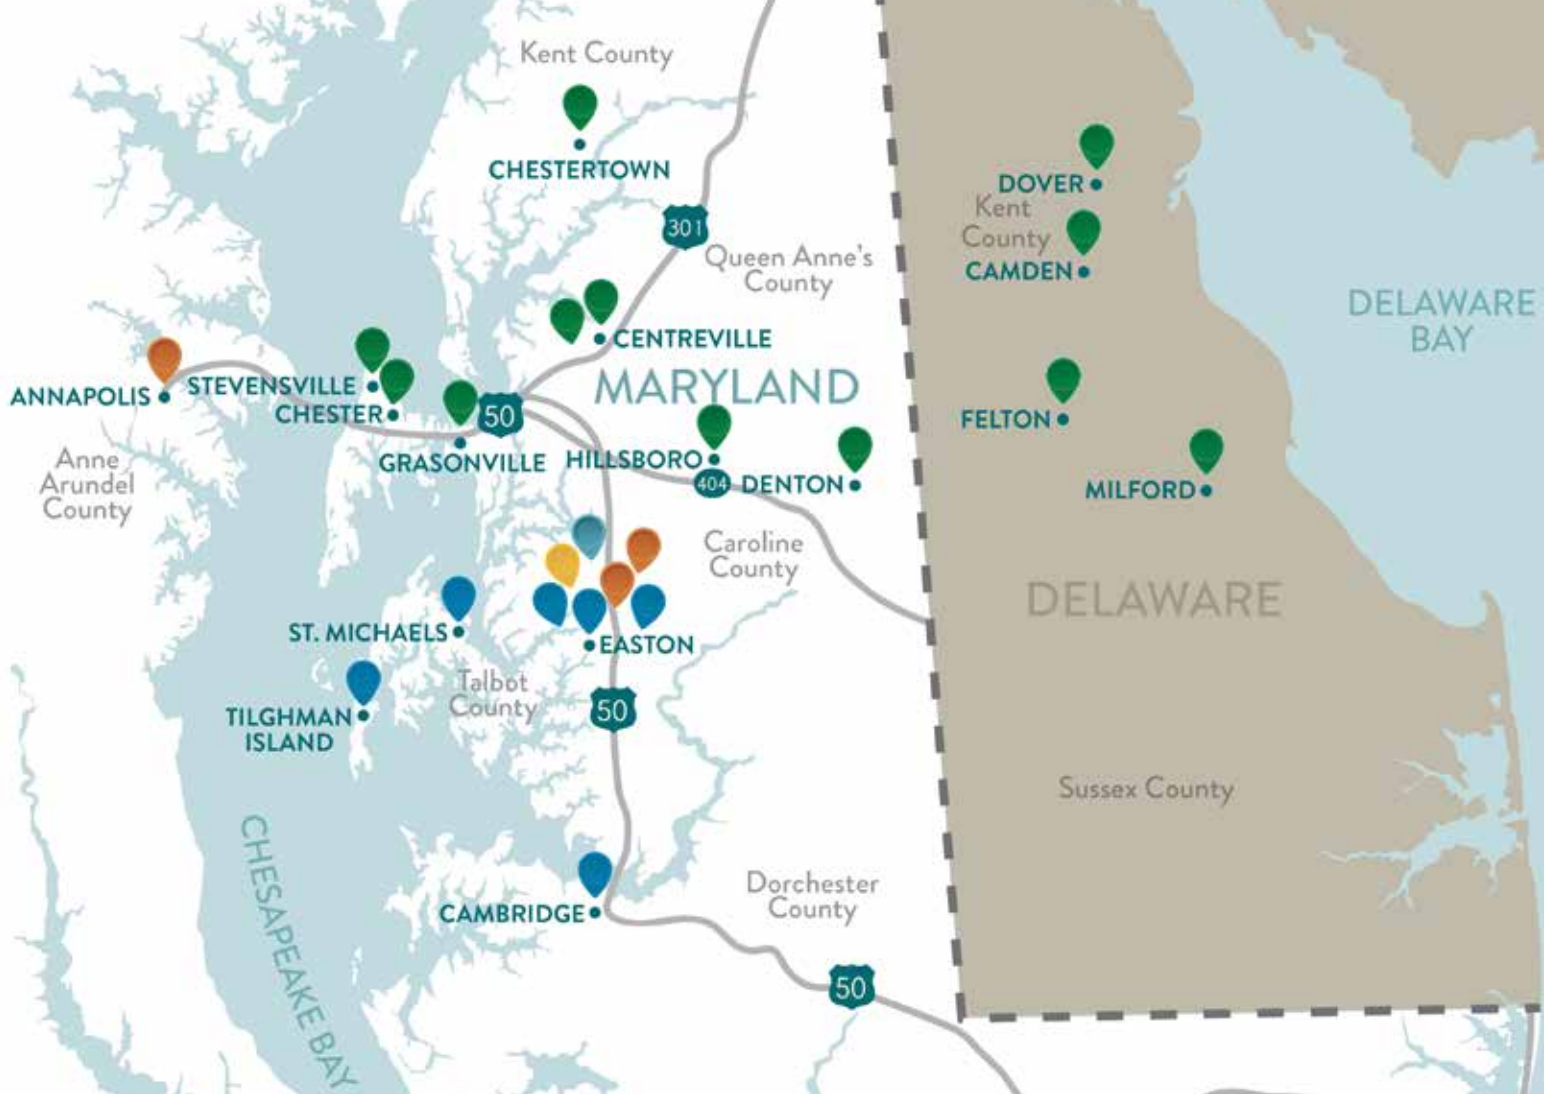 Kent County
CHESTERTOWN
DOVER
Kent
County
301
Queen Anne's
County
CAMDEN
DELAWARE
BAY
CENTREVILLE
MARYLAND
ANNAPOLIS
STEVENSVILLE
CHESTER
50
FELTON
GRASONVILLE
HILLSBORO
404
DENTON
MILFORD
Anne
Arundel
County
Caroline
County
DELAWARE
ST. MICHAELS
EASTON
Talbot
County
50
TILGHMAN
ISLAND
Sussex County
CHESAPEAKE BAY
Dorchester
County
CAMBRIDGE
50